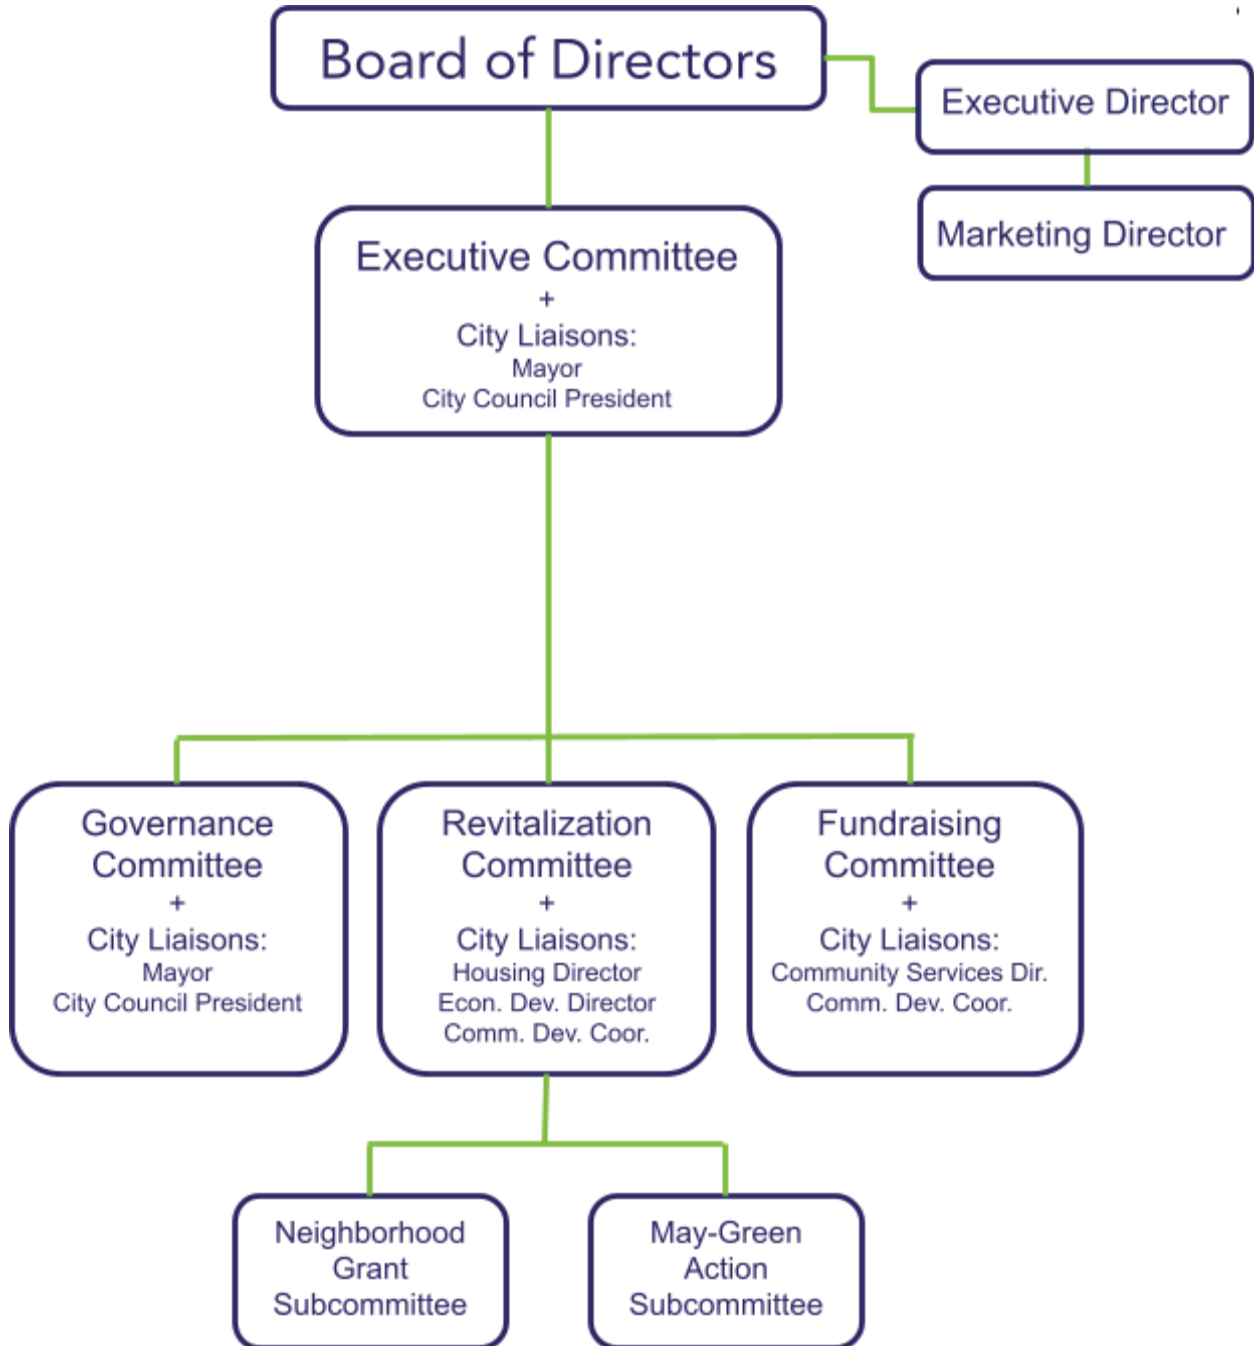 Board of Directors
Executive Director
Marketing Director
Executive Committee
+
City Liaisons:
Mayor
City Council President
Governance
Committee
+
City Liaisons:
Mayor
City Council President
Revitalization
Committee
+
City Liaisons:
Housing Director
Econ. Dev. Director
Comm. Dev. Coor.
Fundraising
Committee
+
City Liaisons:
Community Services Dir.
Comm. Dev. Coor.
Neighborhood
Grant
Subcommittee
May-Green
Action
Subcommittee